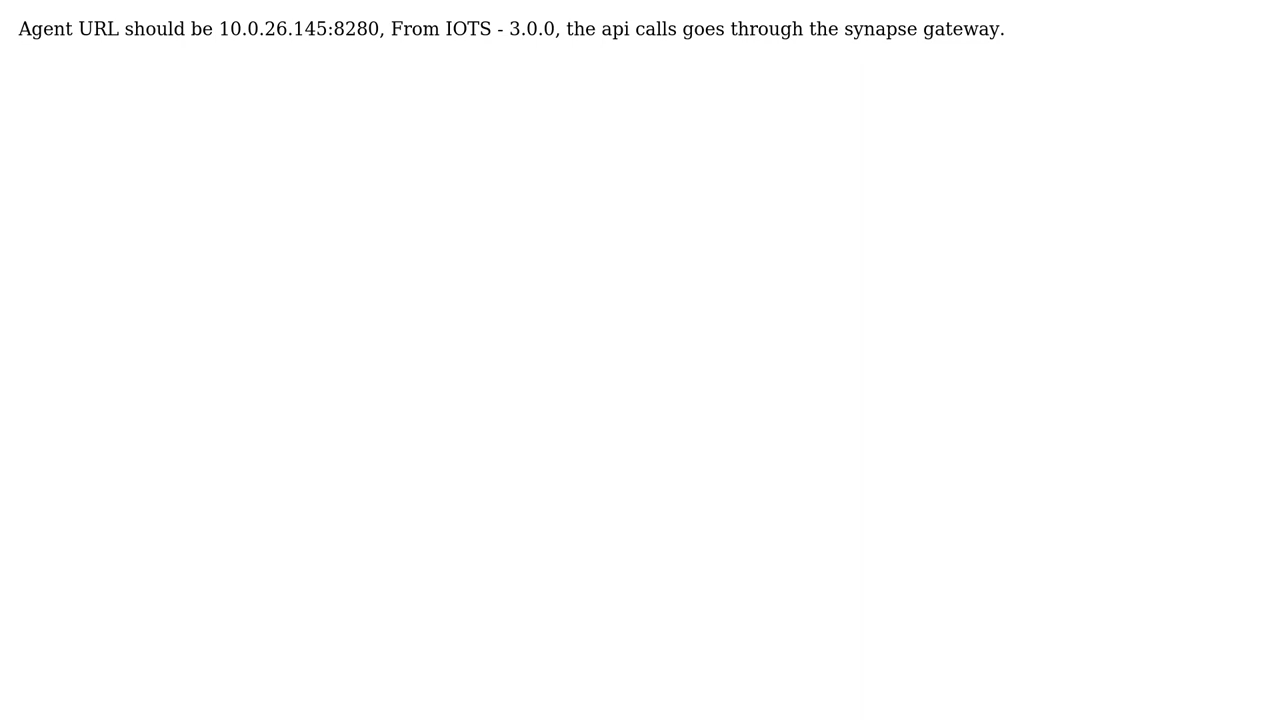 Agent URL should be 10.0.26.145:8280, From IOTS - 3.0.0, the api calls goes through the synapse gateway.